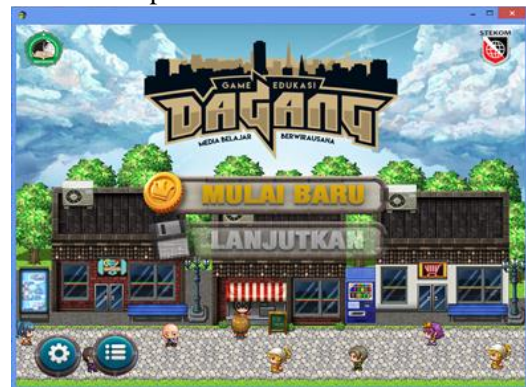 STEKOM
GAME EDUKASI
DAGANG
MEDIA BELAJAR BERWIRAUSAHA
MULAI BARU
LANJUTKAN